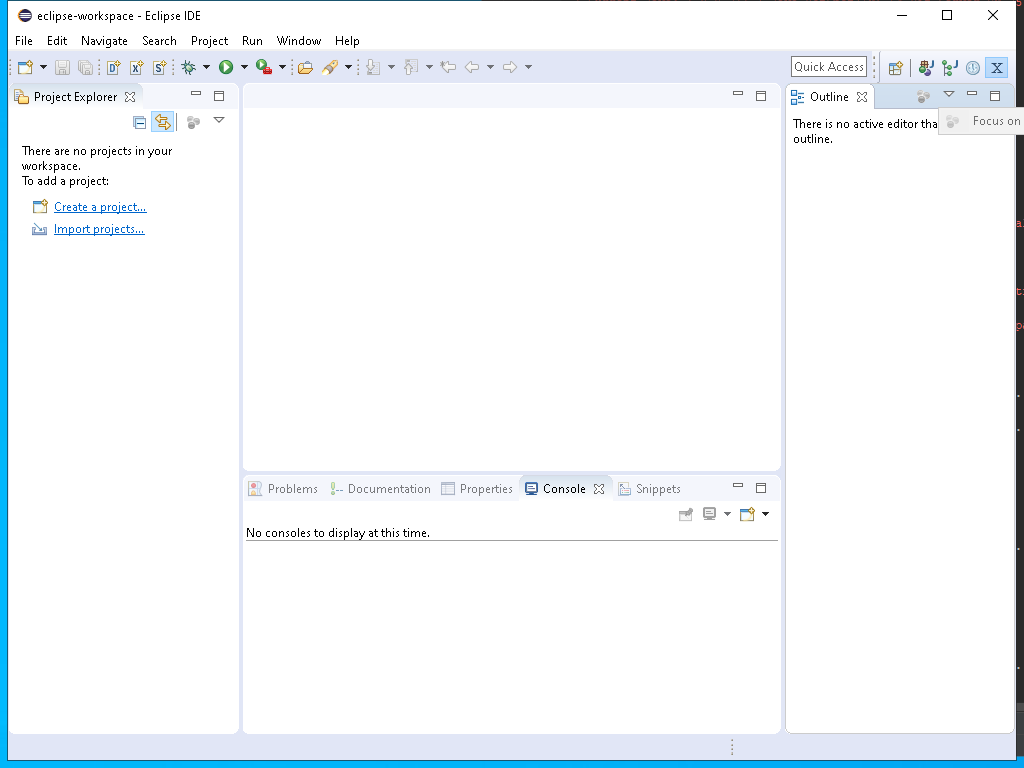 eclipse-workspace - Eclipse IDE
File Edit Navigate Search Project Run Window Help
Quick Access
Project Explorer
There are no projects in your
workspace.
To add a project:
Create a project...
Import projects...
Outline
There is no active editor tha
outline.
Focus on
Problems Documentation Properties Console Snippets
No consoles to display at this time.